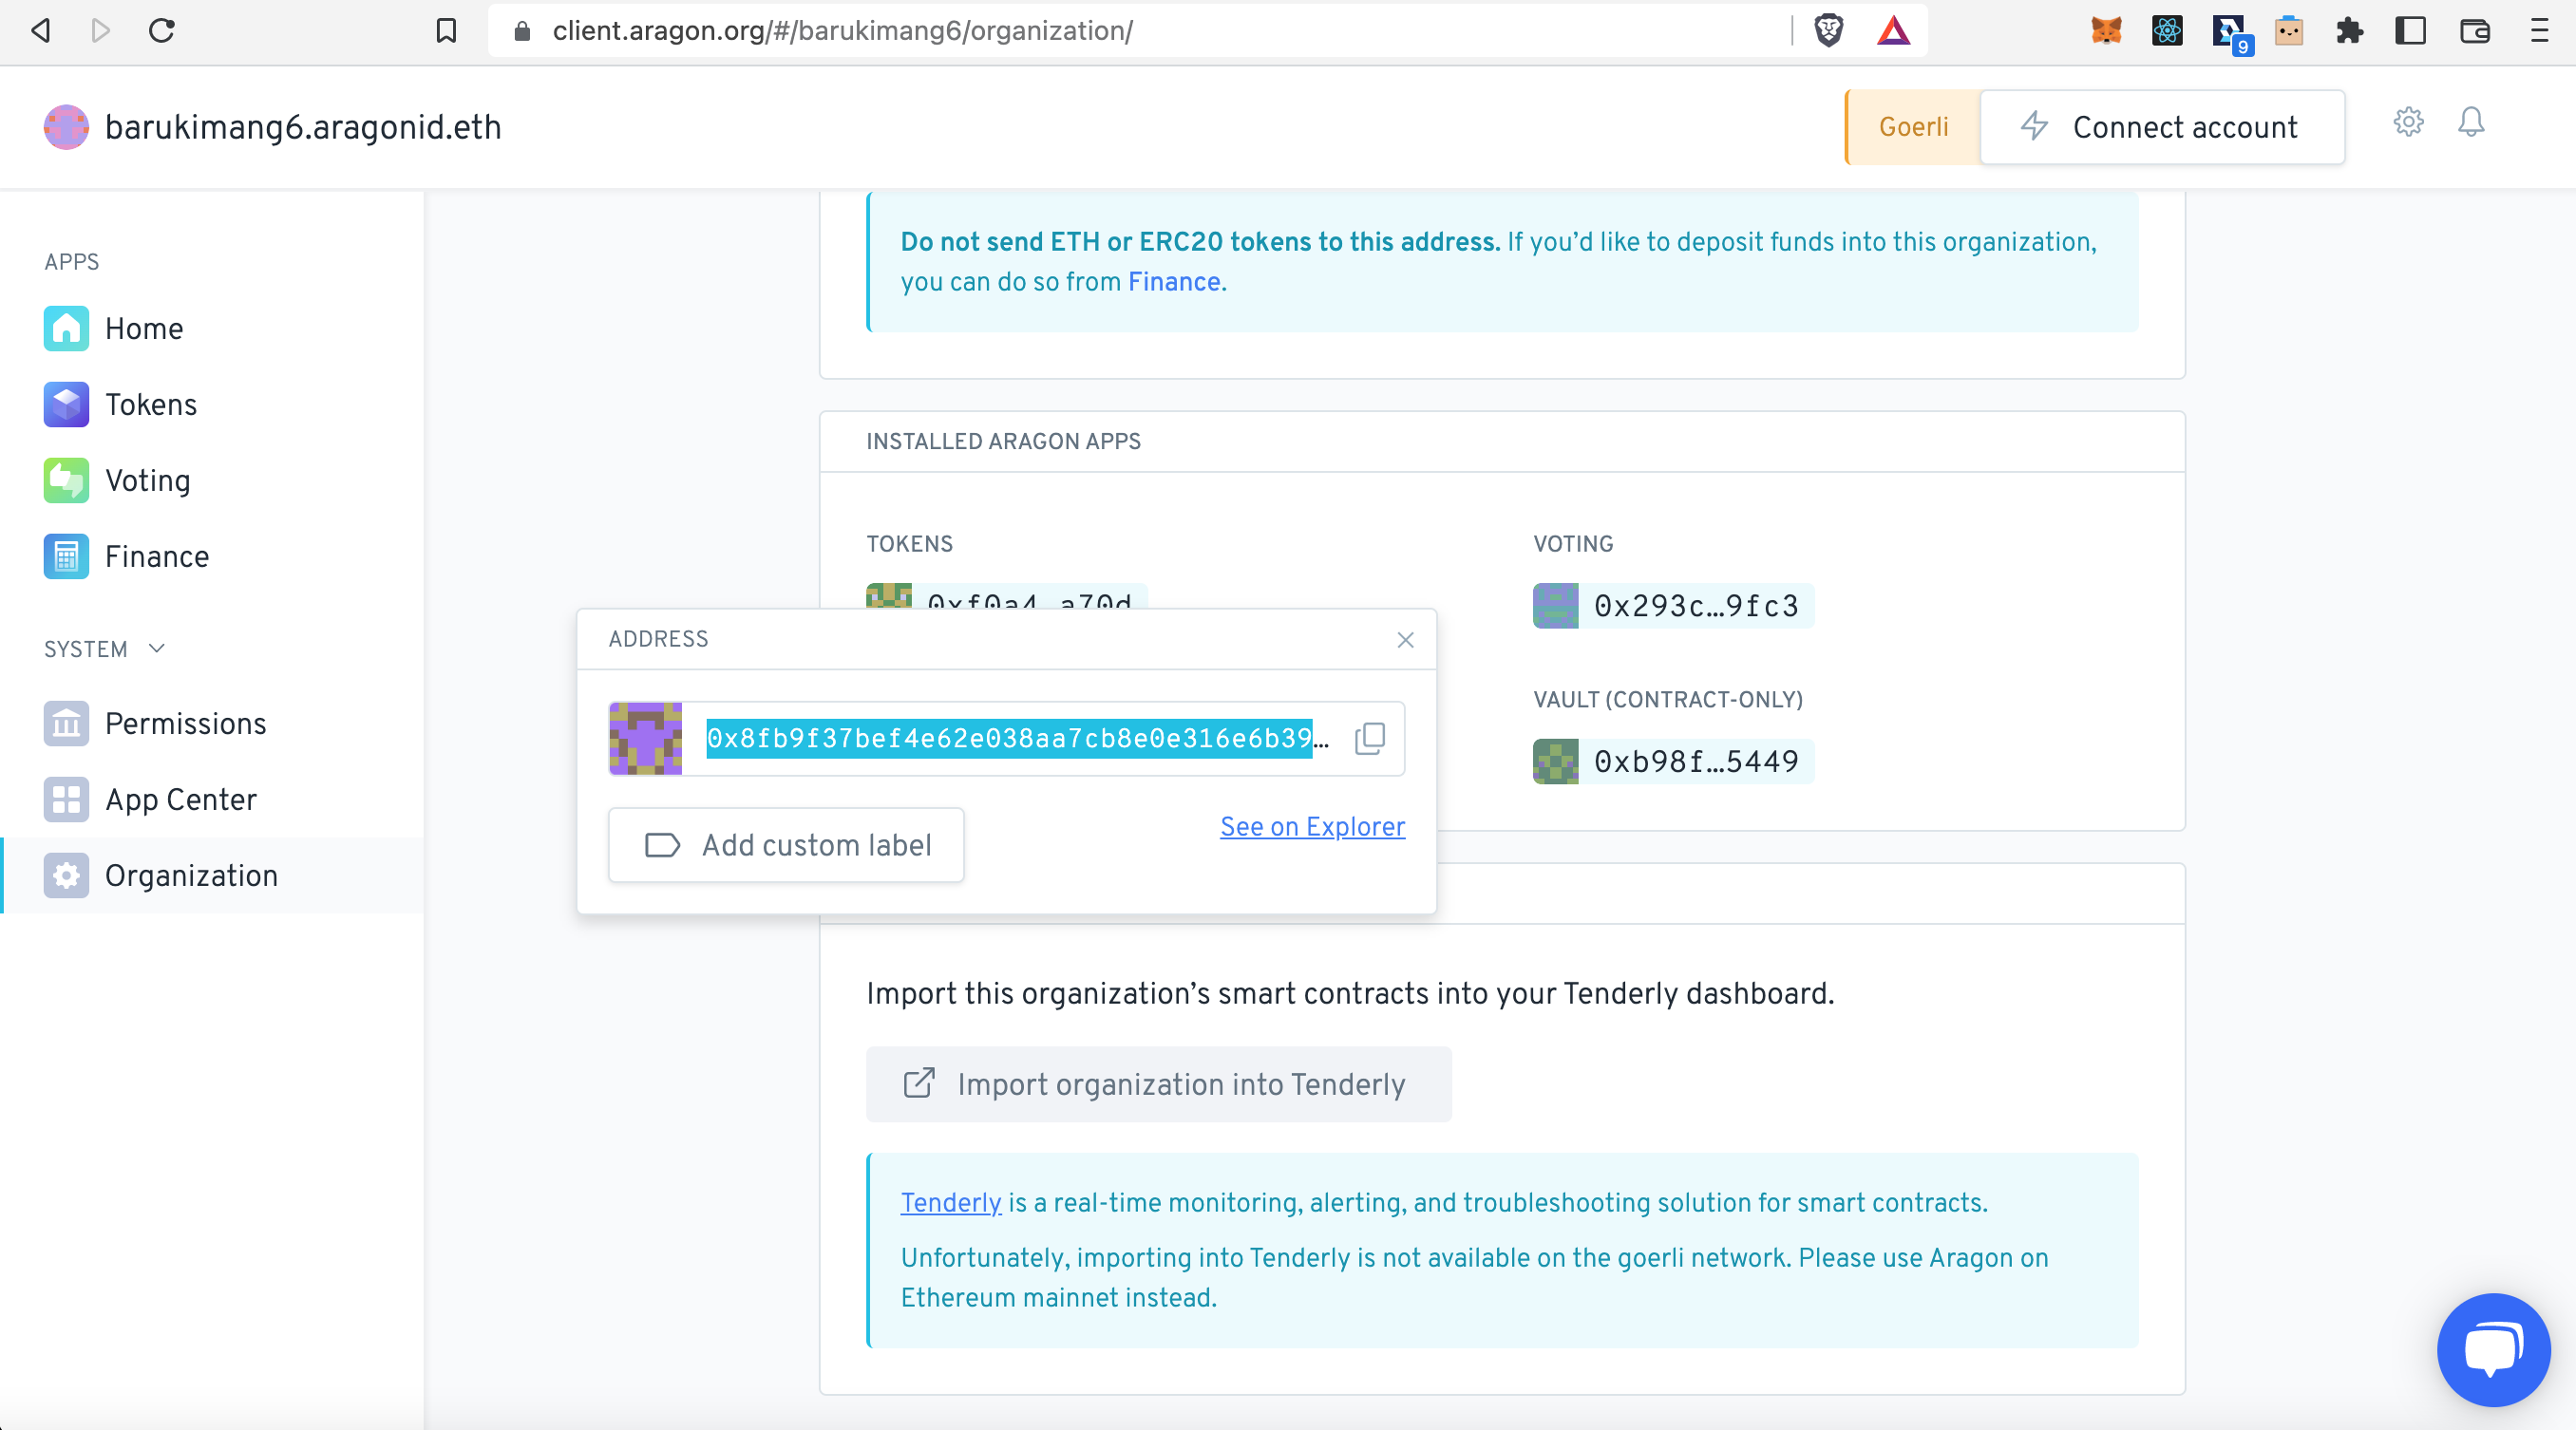 client.aragon.org/#/barukimang6/organization/
9
barukimang6.aragonid.eth
Goerli
Connect account
APPS
Home
Tokens
Voting
Finance
SYSTEM
Permissions
App Center
Organization
Do not send ETH or ERC20 tokens to this address. If you’d like to deposit funds into this organization,
you can do so from Finance.
INSTALLED ARAGON APPS
TOKENS
0xf0a4…a70d
VOTING
0x293c…9fc3
VAULT (CONTRACT-ONLY)
0xb98f…5449
ADDRESS
0x8fb9f37bef4e62e038aa7cb8e0e316e6b39…
Add custom label
See on Explorer
Import this organization’s smart contracts into your Tenderly dashboard.
Import organization into Tenderly
Tenderly is a real-time monitoring, alerting, and troubleshooting solution for smart contracts.
Unfortunately, importing into Tenderly is not available on the goerli network. Please use Aragon on
Ethereum mainnet instead.